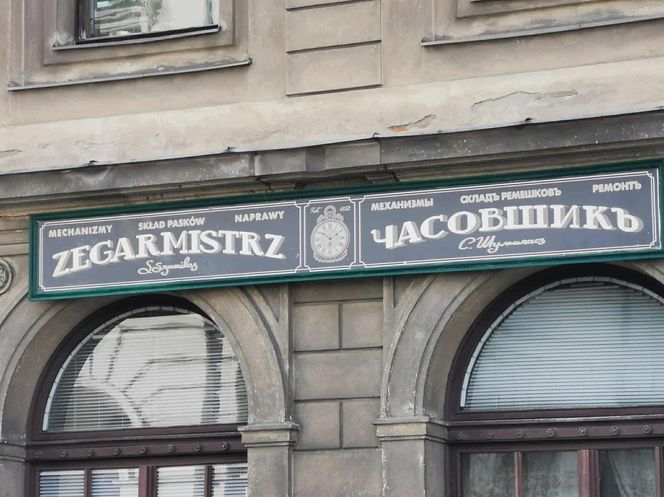 MECHANIZMY SKŁAD PASKÓW NAPRAWY
ZEGARMISTRZ
МЕХАНИЗМЫ СКЛАДЪ РЕМЕШКОВЪ РЕМОНТЪ
ЧАСОВЩИКЪ